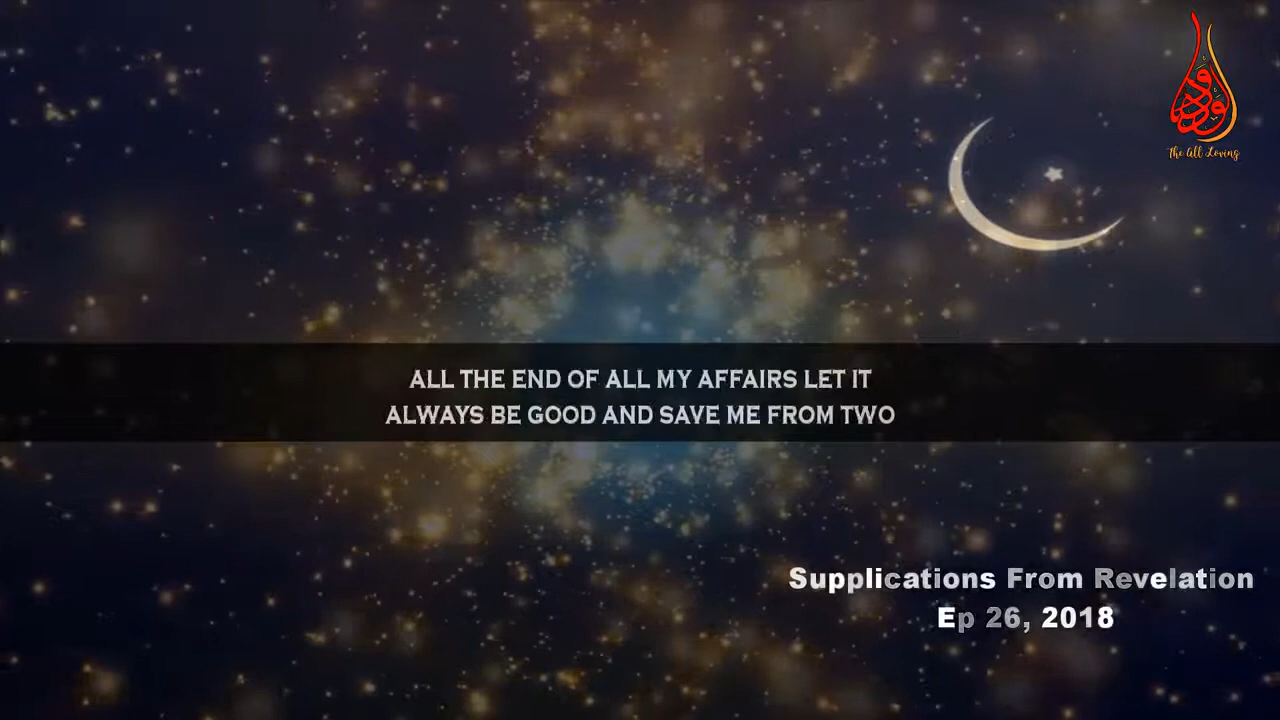 الودود
The All Loving
ALL THE END OF ALL MY AFFAIRS LET IT
ALWAYS BE GOOD AND SAVE ME FROM TWO
Supplications From Revelation
Ep 26, 2018